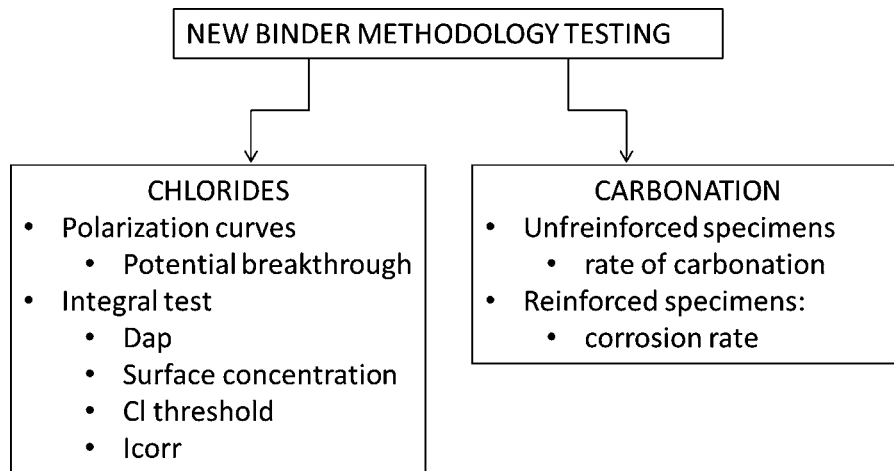 NEW BINDER METHODOLOGY TESTING
CHLORIDES
• Polarization curves
• Potential breakthrough
• Integral test
• Dap
• Surface concentration
• Cl threshold
• Icorr
CARBONATION
• Unfreinforced specimens
• rate of carbonation
• Reinforced specimens:
• corrosion rate